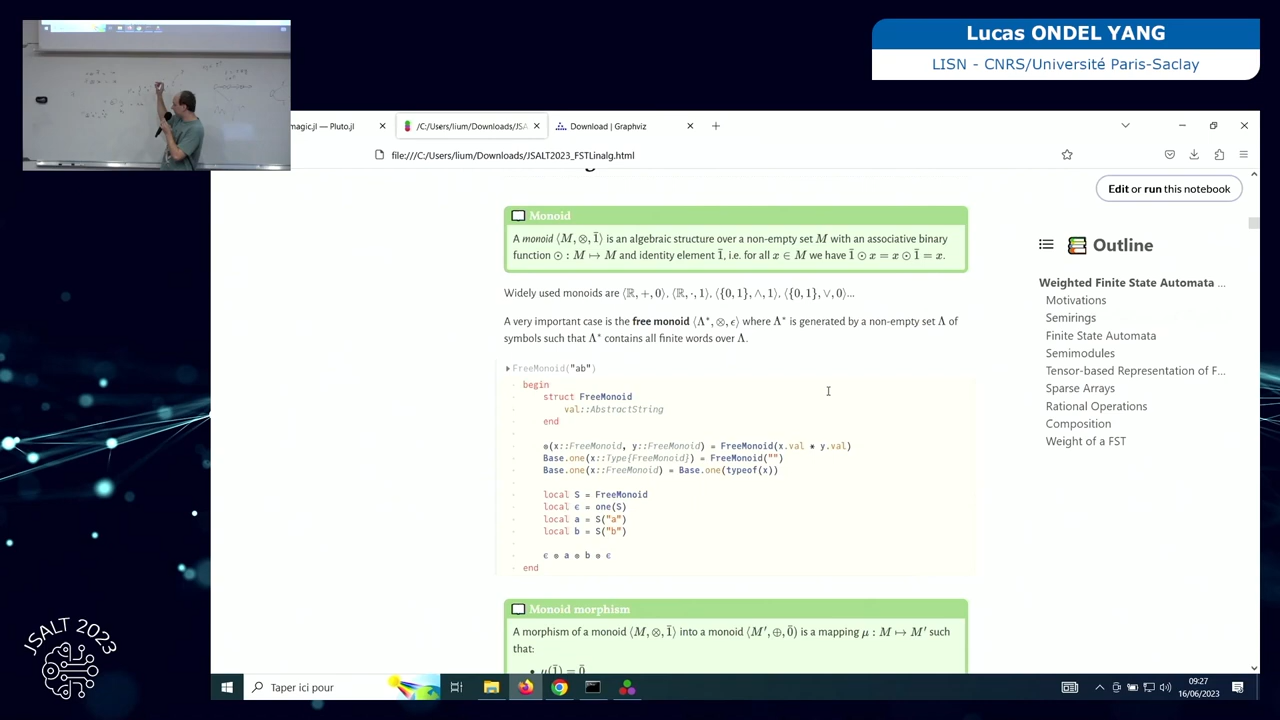 Lucas ONDEL YANG
LISN - CNRS/Université Paris-Saclay
magic.jl — Pluto.jl
/C:/Users/lium/Downloads/JSA
Download | Graphviz
file:///C:/Users/lium/Downloads/JSALT2023_FSTLinalg.html
Edit or run this notebook
Monoid
A monoid ⟨M, ⊗, 1̄⟩ is an algebraic structure over a non-empty set M with an associative binary
function ⊙ : M ↦ M and identity element 1̄, i.e. for all x ∈ M we have 1̄ ⊙ x = x ⊙ 1̄ = x.
Widely used monoids are ⟨ℝ, +, 0⟩, ⟨ℝ, ·, 1⟩, ⟨{0, 1}, ∧, 1⟩, ⟨{0, 1}, ∨, 0⟩...
A very important case is the free monoid ⟨Λ*, ⊗, ϵ⟩ where Λ* is generated by a non-empty set Λ of
symbols such that Λ* contains all finite words over Λ.
FreeMonoid("ab")
begin
struct FreeMonoid
val::AbstractString
end
⊗(x::FreeMonoid, y::FreeMonoid) = FreeMonoid(x.val * y.val)
Base.one(x::Type{FreeMonoid}) = FreeMonoid("")
Base.one(x::FreeMonoid) = Base.one(typeof(x))
local S = FreeMonoid
local ϵ = one(S)
local a = S("a")
local b = S("b")
ϵ ⊗ a ⊗ b ⊗ ϵ
end
Monoid morphism
A morphism of a monoid ⟨M, ⊗, 1̄⟩ into a monoid ⟨M′, ⊕, 0̄⟩ is a mapping μ : M ↦ M′ such
that:
μ(1̄) = 0̄
Outline
Weighted Finite State Automata ...
Motivations
Semirings
Finite State Automata
Semimodules
Tensor-based Representation of F...
Sparse Arrays
Rational Operations
Composition
Weight of a FST
JSALT 2023
Taper ici pour
09:27
16/06/2023